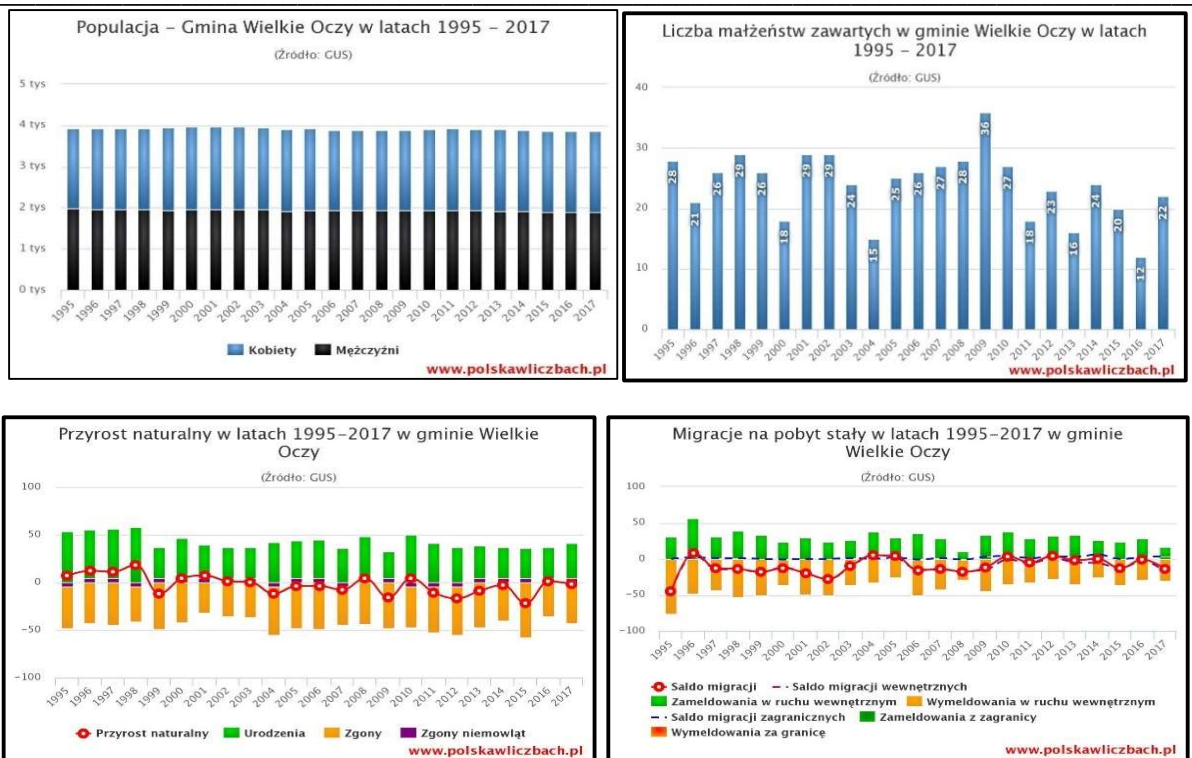 Populacja – Gmina Wielkie Oczy w latach 1995 – 2017
(Źródło: GUS)
5 tys
4 tys
3 tys
2 tys
1 tys
0 tys
1995 1996 1997 1998 1999 2000 2001 2002 2003 2004 2005 2006 2007 2008 2009 2010 2011 2012 2013 2014 2015 2016 2017
Kobiety Mężczyźni
www.polskawliczbach.pl
Liczba małżeństw zawartych w gminie Wielkie Oczy w latach
1995 – 2017
(Źródło: GUS)
40
30
20
10
0
28 21 26 29 26 18 29 29 24 15 25 26 27 28 36 27 18 23 16 24 20 12 22
1995 1996 1997 1998 1999 2000 2001 2002 2003 2004 2005 2006 2007 2008 2009 2010 2011 2012 2013 2014 2015 2016 2017
www.polskawliczbach.pl
Przyrost naturalny w latach 1995–2017 w gminie Wielkie
Oczy
(Źródło: GUS)
100
50
0
−50
−100
1995 1996 1997 1998 1999 2000 2001 2002 2003 2004 2005 2006 2007 2008 2009 2010 2011 2012 2013 2014 2015 2016 2017
Przyrost naturalny Urodzenia Zgony Zgony niemowląt
www.polskawliczbach.pl
Migracje na pobyt stały w latach 1995–2017 w gminie
Wielkie Oczy
(Źródło: GUS)
100
50
0
−50
−100
1995 1996 1997 1998 1999 2000 2001 2002 2003 2004 2005 2006 2007 2008 2009 2010 2011 2012 2013 2014 2015 2016 2017
Saldo migracji Saldo migracji wewnętrznych
Zameldowania w ruchu wewnętrznym Wymeldowania w ruchu wewnętrznym
Saldo migracji zagranicznych Zameldowania z zagranicy
Wymeldowania za granicę
www.polskawliczbach.pl